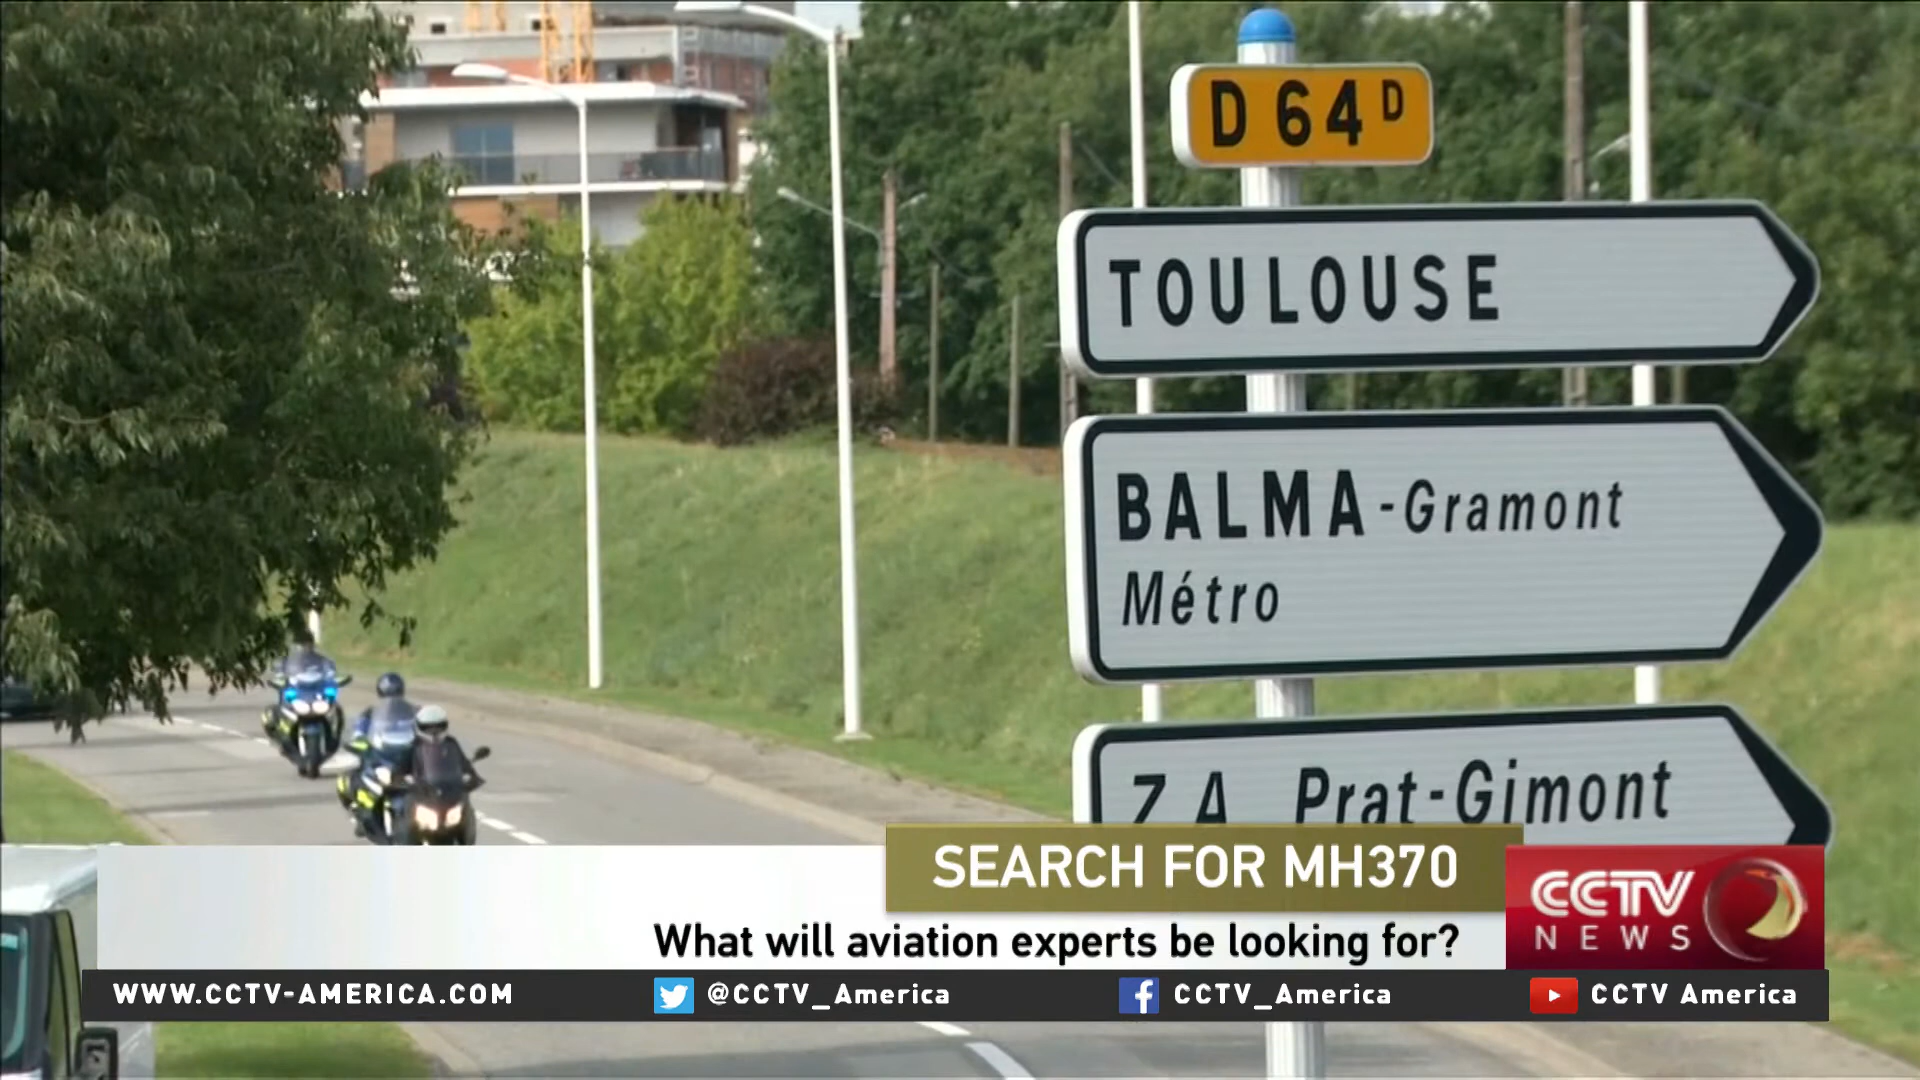 D 64 D
TOULOUSE
BALMA-Gramont
Métro
Z A Prat-Gimont
SEARCH FOR MH370
What will aviation experts be looking for?
CCTV
NEWS
WWW.CCTV-AMERICA.COM
@CCTV_America
CCTV_America
CCTV America